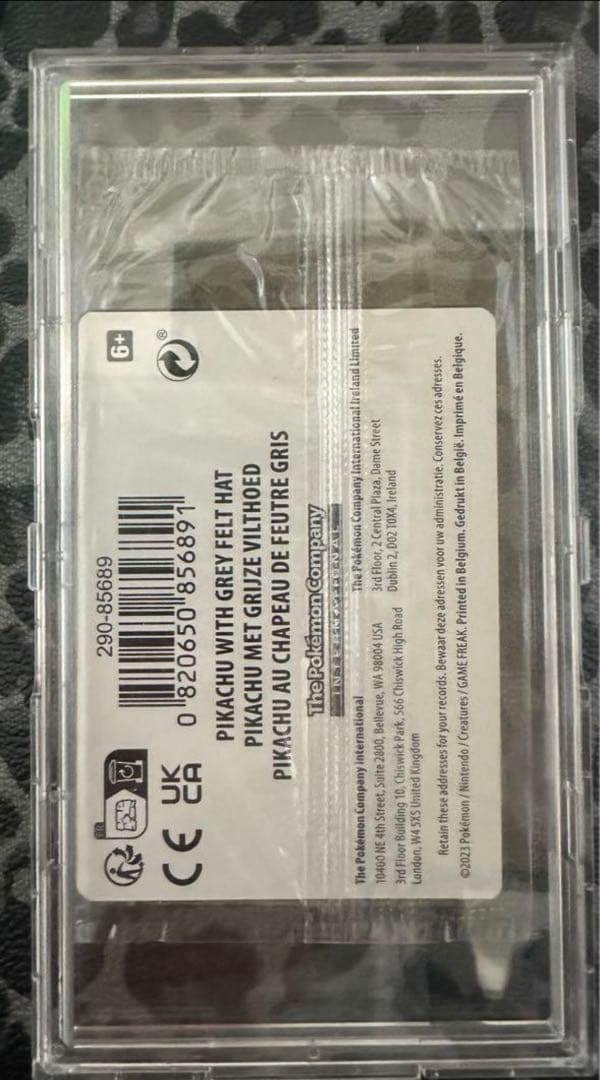 290-85689
6+
0 820650 856891
UK
CE CA
PIKACHU WITH GREY FELT HAT
PIKACHU MET GRIJZE VILTHOED
PIKACHU AU CHAPEAU DE FEUTRE GRIS
The Pokémon Company
INTERNATIONAL
The Pokémon Company International
10400 NE 4th Street, Suite 2800, Bellevue, WA 98004 USA
3rd Floor Building 10, Chiswick Park, 566 Chiswick High Road
London, W4 5XS United Kingdom
The Pokémon Company International Ireland Limited
3rd Floor, 2 Central Plaza, Dame Street
Dublin 2, D02 T0X4, Ireland
Retain these addresses for your records. Bewaar deze adressen voor uw administratie. Conservez ces adresses.
©2023 Pokémon / Nintendo / Creatures / GAME FREAK. Printed in Belgium. Gedrukt in België. Imprimé en Belgique.